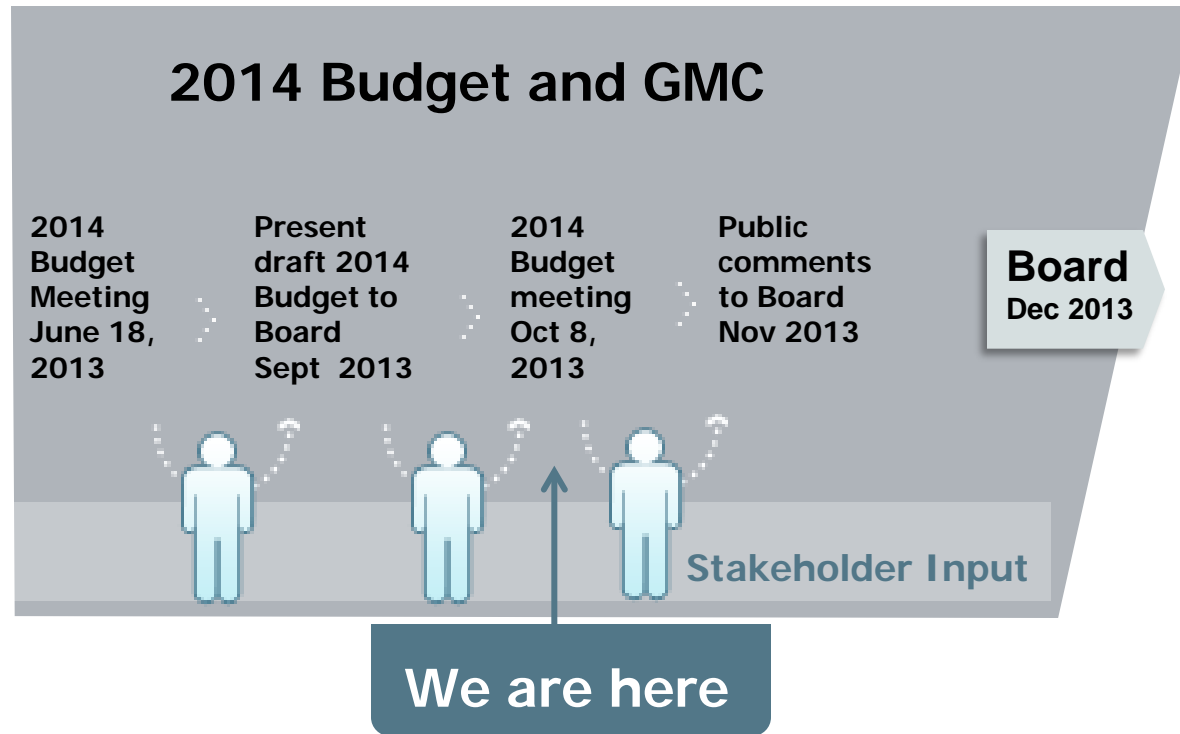 2014 Budget and GMC
2014
Budget
Meeting
June 18,
2013
Present
draft 2014
Budget to
Board
Sept 2013
2014
Budget
meeting
Oct 8,
2013
Public
comments
to Board
Nov 2013
Board
Dec 2013
Stakeholder Input
We are here